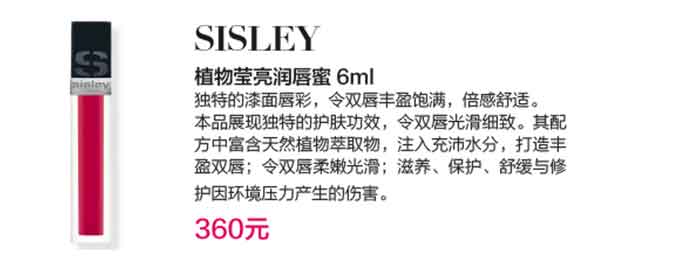 S
sisley
SISLEY
植物莹亮润唇蜜 6ml
独特的漆面唇彩，令双唇丰盈饱满，倍感舒适。
本品展现独特的护肤功效，令双唇光滑细致。其配
方中富含天然植物萃取物，注入充沛水分，打造丰
盈双唇；令双唇柔嫩光滑；滋养、保护、舒缓与修
护因环境压力产生的伤害。
360元